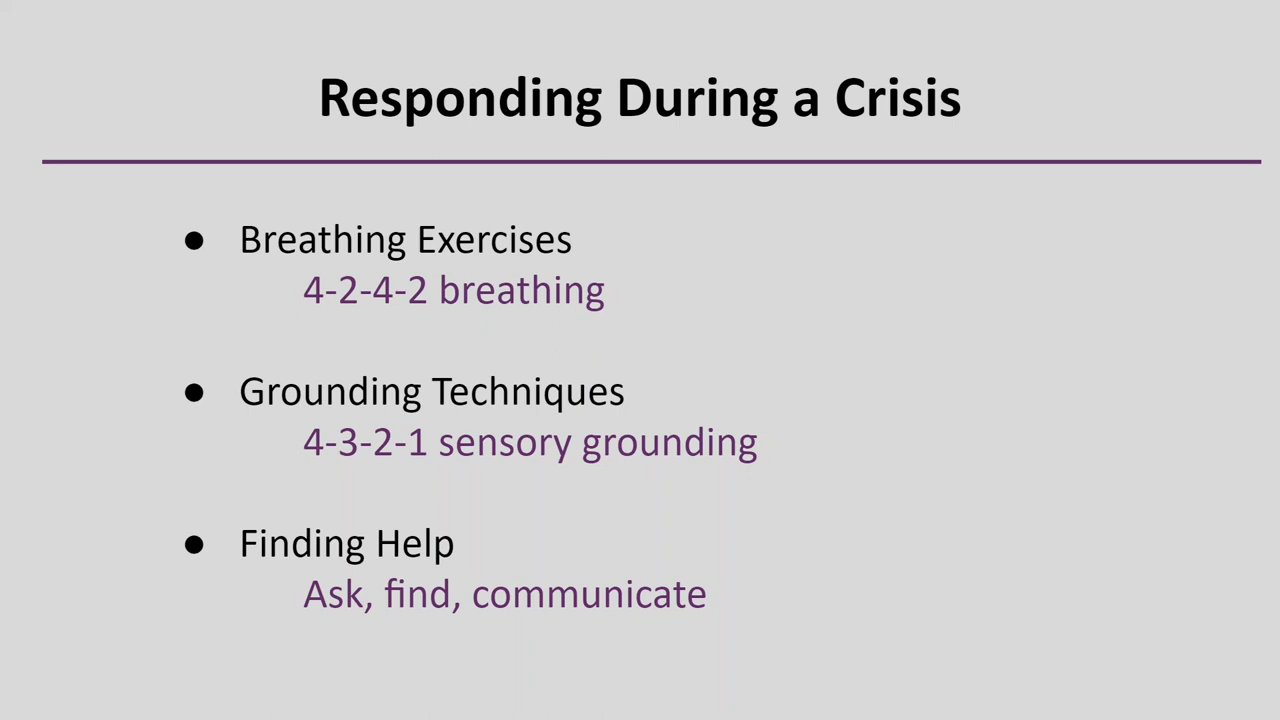 Responding During a Crisis
● Breathing Exercises
4-2-4-2 breathing
● Grounding Techniques
4-3-2-1 sensory grounding
● Finding Help
Ask, find, communicate